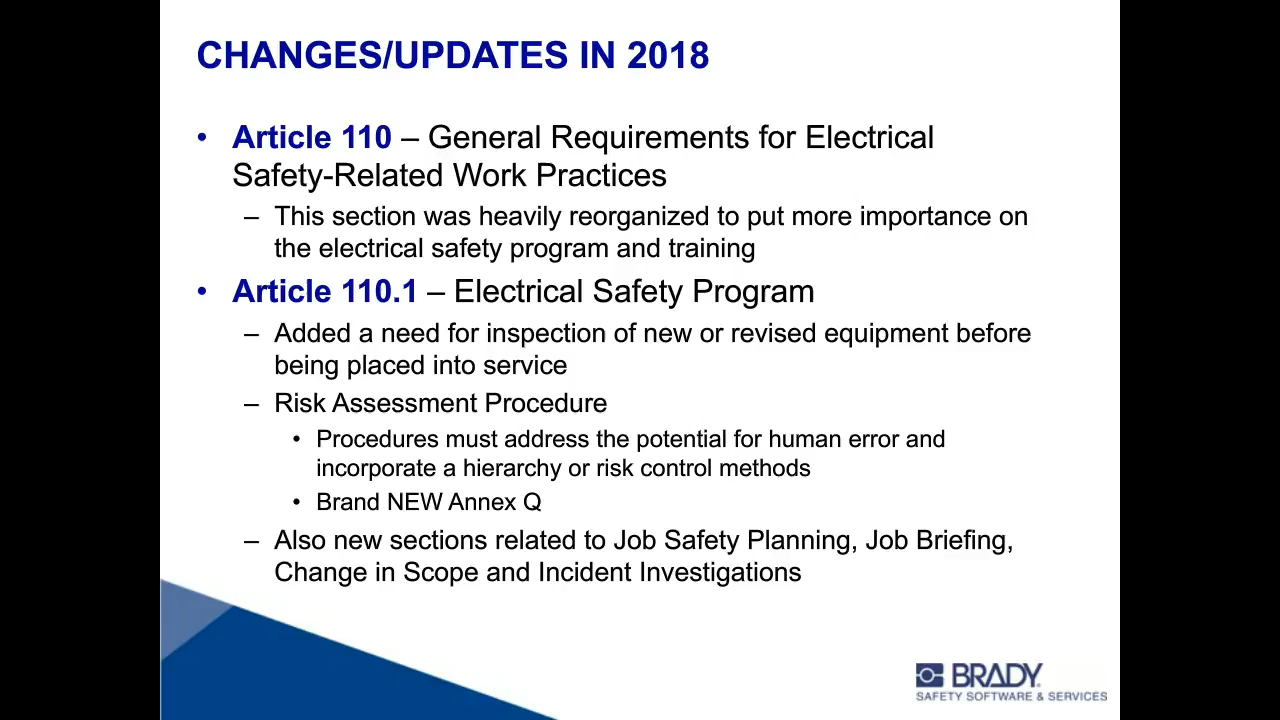 CHANGES/UPDATES IN 2018
• Article 110 – General Requirements for Electrical
Safety-Related Work Practices
– This section was heavily reorganized to put more importance on
the electrical safety program and training
• Article 110.1 – Electrical Safety Program
– Added a need for inspection of new or revised equipment before
being placed into service
– Risk Assessment Procedure
• Procedures must address the potential for human error and
incorporate a hierarchy or risk control methods
• Brand NEW Annex Q
– Also new sections related to Job Safety Planning, Job Briefing,
Change in Scope and Incident Investigations
BRADY
SAFETY SOFTWARE & SERVICES